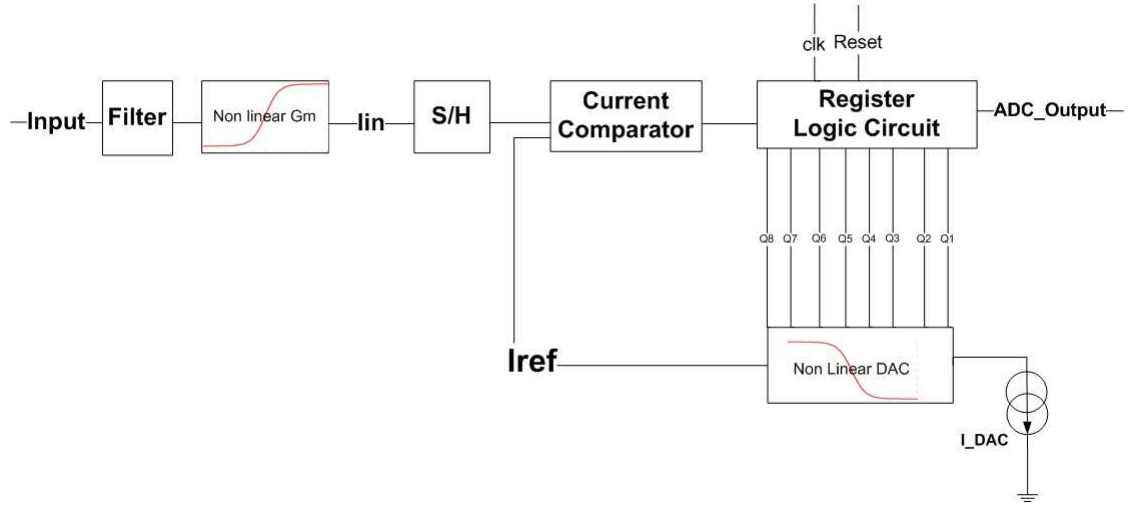 clk
Reset
Input
Filter
Non linear Gm
Iin
S/H
Current
Comparator
Register
Logic Circuit
ADC_Output
Q8
Q7
Q6
Q5
Q4
Q3
Q2
Q1
Iref
Non Linear DAC
I_DAC